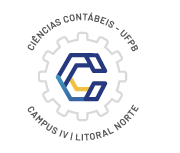 CIÊNCIAS CONTÁBEIS - UFPB
CAMPUS IV | LITORAL NORTE